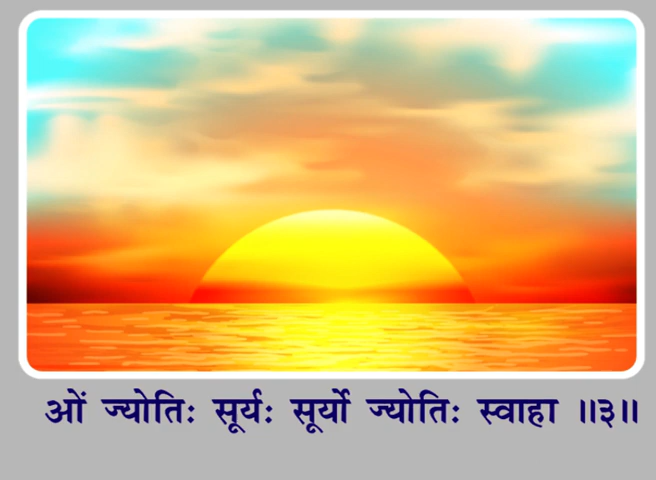 ओं ज्योतिः सूर्यः सूर्यो ज्योतिः स्वाहा ॥३॥